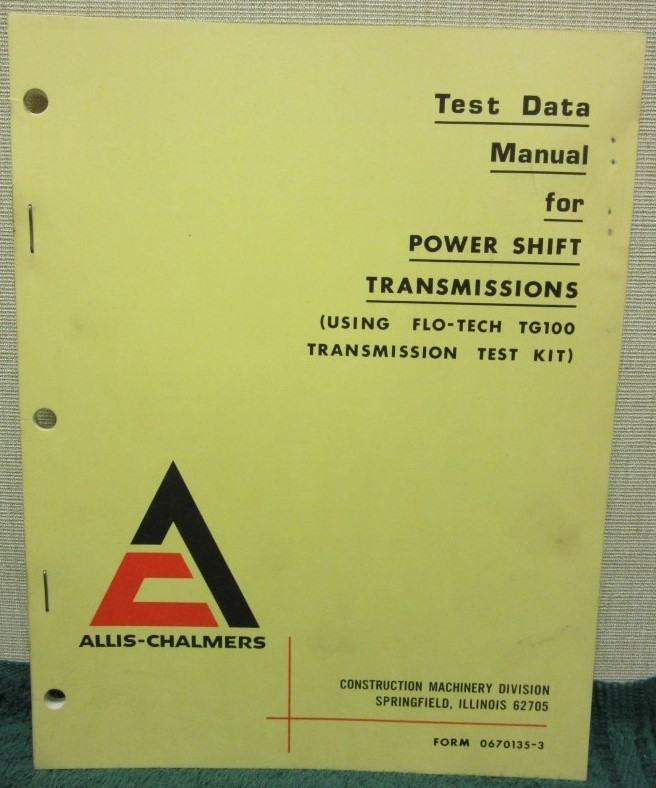 Test Data
Manual
for
POWER SHIFT
TRANSMISSIONS
(USING FLO-TECH TG100
TRANSMISSION TEST KIT)
ALLIS-CHALMERS
CONSTRUCTION MACHINERY DIVISION
SPRINGFIELD, ILLINOIS 62705
FORM 0670135-3